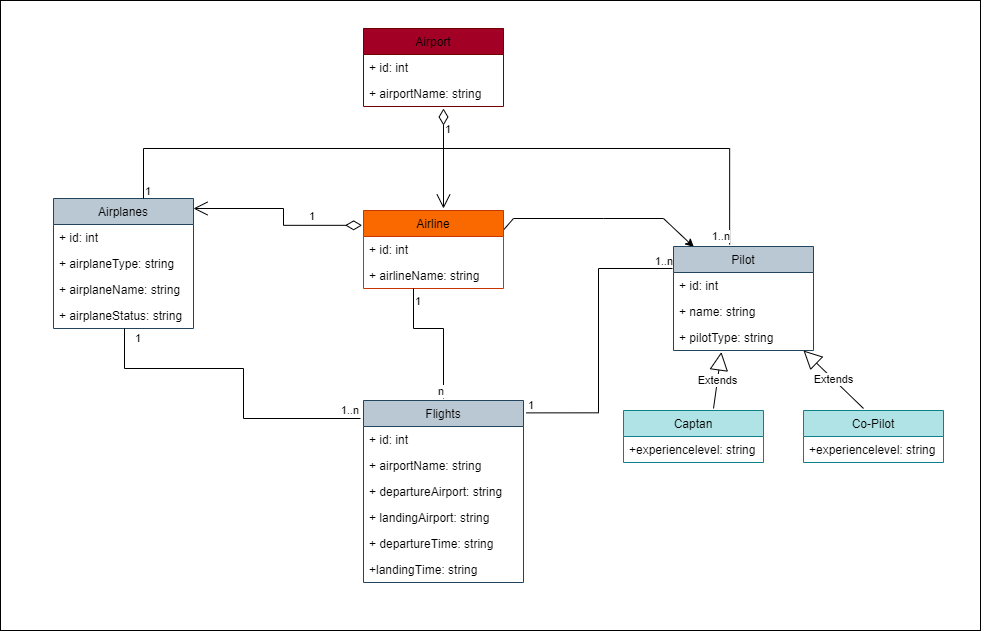 Airport
+ id: int
+ airportName: string
1
1
Airplanes
+ id: int
+ airplaneType: string
+ airplaneName: string
+ airplaneStatus: string
1
Airline
+ id: int
+ airlineName: string
1..n
1..n
Pilot
+ id: int
+ name: string
+ pilotType: string
1
1
Extends
Extends
n
1..n
1
Flights
+ id: int
+ airportName: string
+ departureAirport: string
+ landingAirport: string
+ departureTime: string
+landingTime: string
Captan
+experiencelevel: string
Co-Pilot
+experiencelevel: string